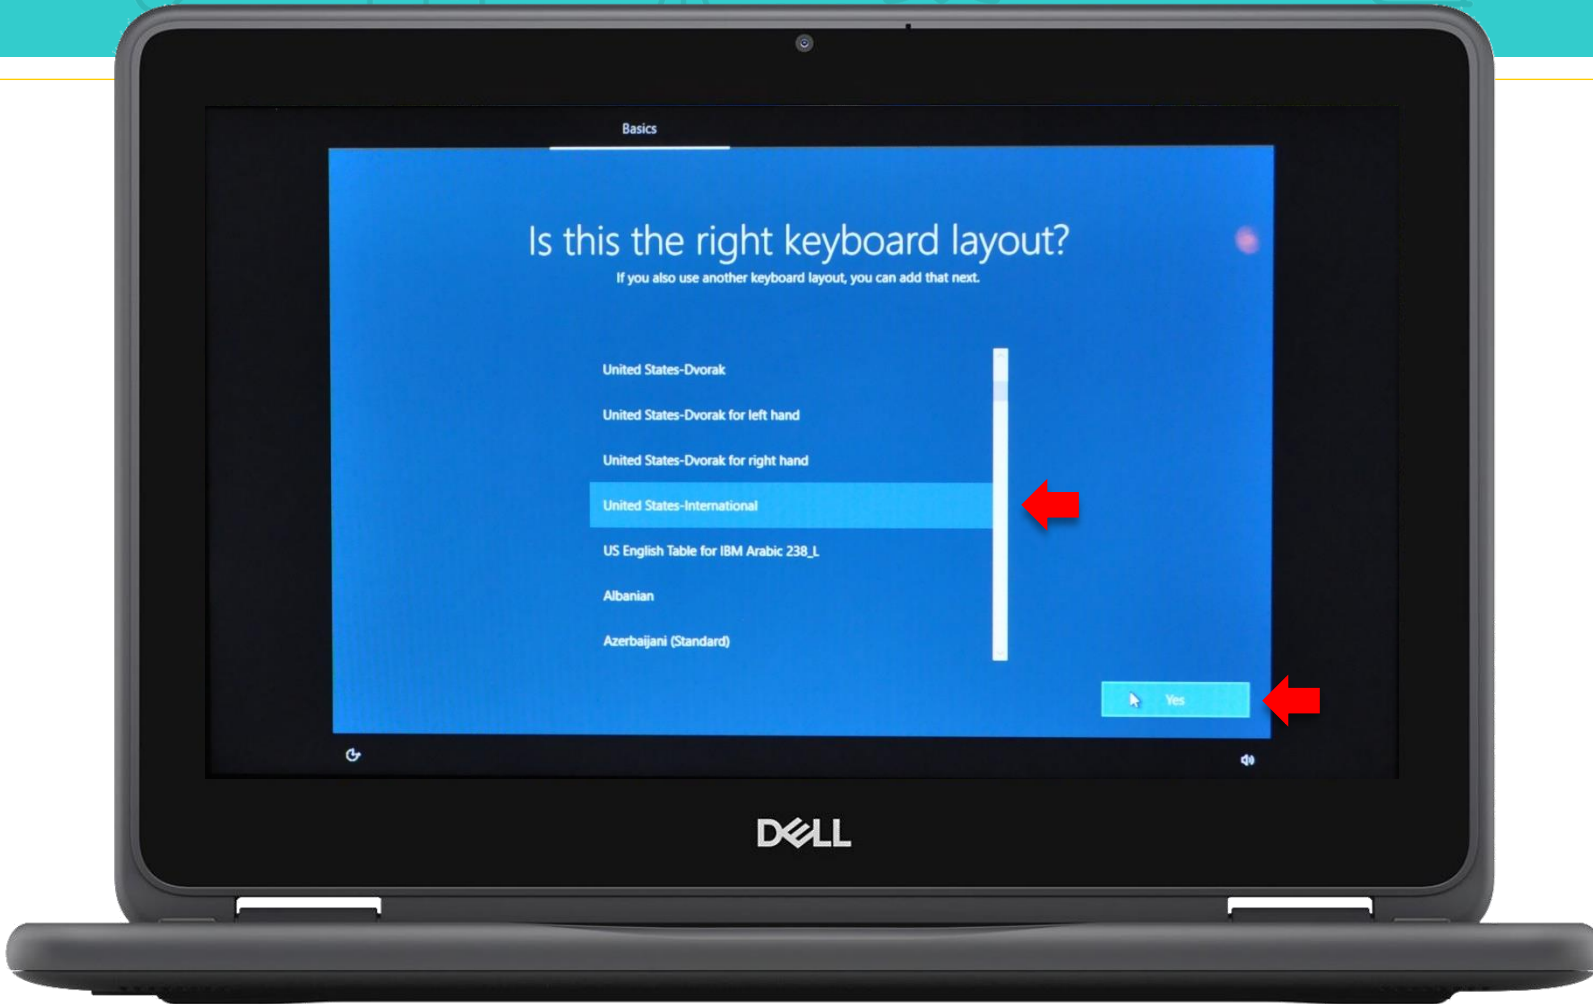 Basics
Is this the right keyboard layout?
If you also use another keyboard layout, you can add that next.
United States-Dvorak
United States-Dvorak for left hand
United States-Dvorak for right hand
United States-International
US English Table for IBM Arabic 238_L
Albanian
Azerbaijani (Standard)
Yes
DELL